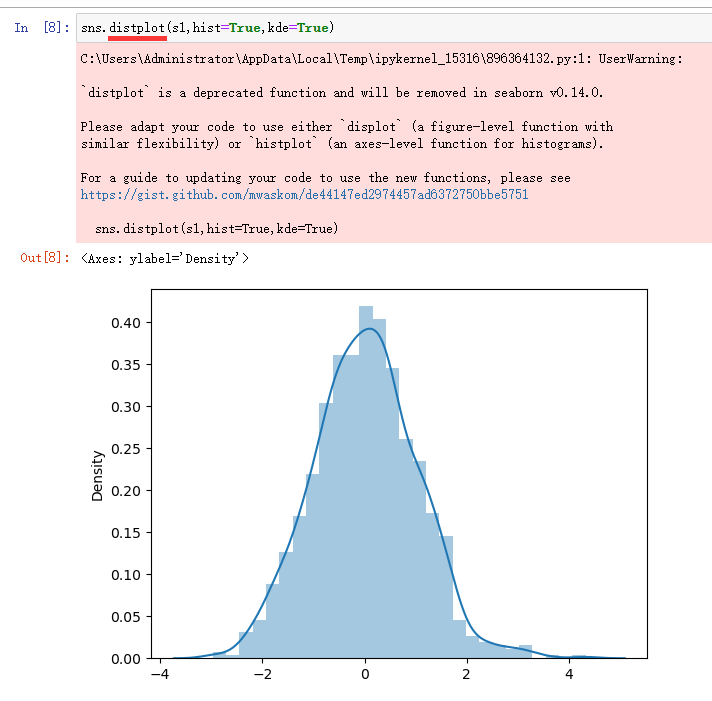 In [8]: sns.distplot(s1,hist=True,kde=True)
C:\Users\Administrator\AppData\Local\Temp\ipykernel_15316\896364132.py:1: UserWarning:
`distplot` is a deprecated function and will be removed in seaborn v0.14.0.
Please adapt your code to use either `displot` (a figure-level function with
similar flexibility) or `histplot` (an axes-level function for histograms).
For a guide to updating your code to use the new functions, please see
https://gist.github.com/mwaskom/de44147ed2974457ad6372750bbe5751
sns.distplot(s1,hist=True,kde=True)
Out[8]: <Axes: ylabel='Density'>
0.40
0.35
0.30
0.25
0.20
0.15
0.10
0.05
0.00
Density
−4 −2 0 2 4